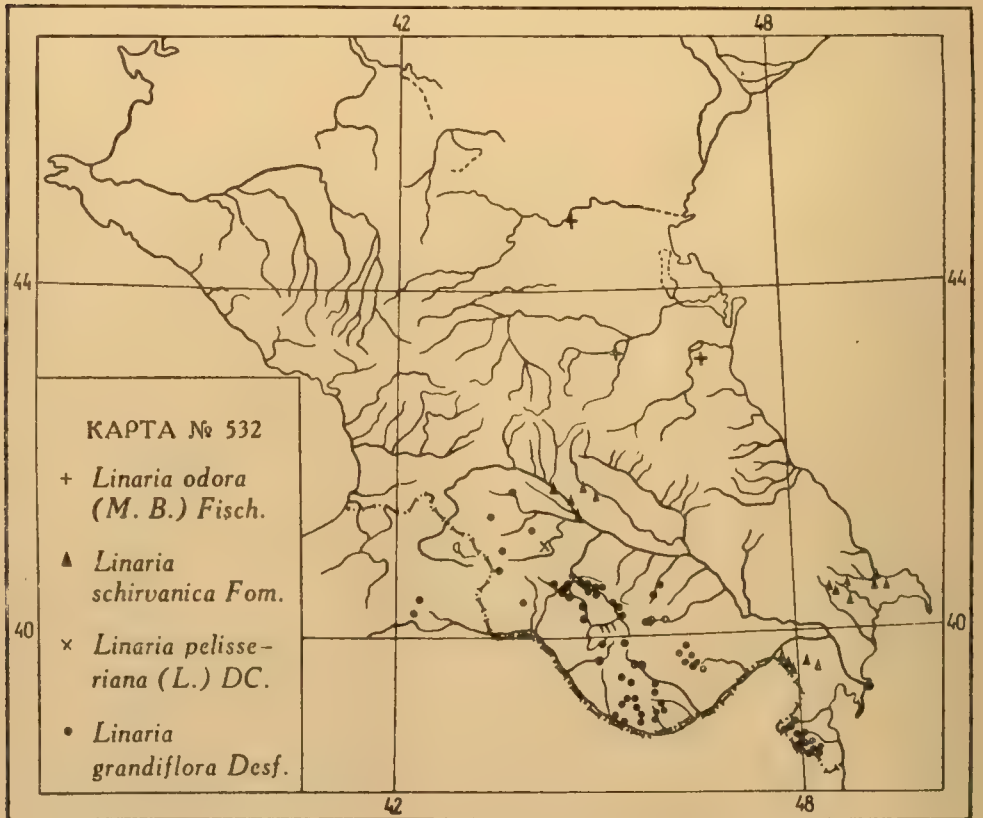 42 48
44 44
КАРТА № 532
+ Linaria odora
(M. B.) Fisch.
▲ Linaria
schirvanica Fom.
× Linaria pelisse-
riana (L.) DC.
• Linaria
grandiflora Desf.
40 40
42 48